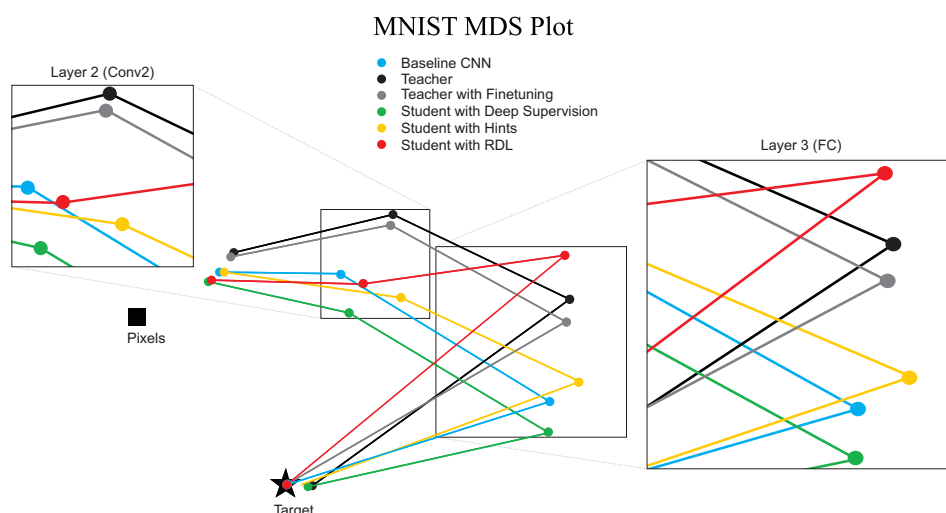 MNIST MDS Plot
Baseline CNN
Teacher
Teacher with Finetuning
Student with Deep Supervision
Student with Hints
Student with RDL
Layer 2 (Conv2)
Layer 3 (FC)
Pixels
Target